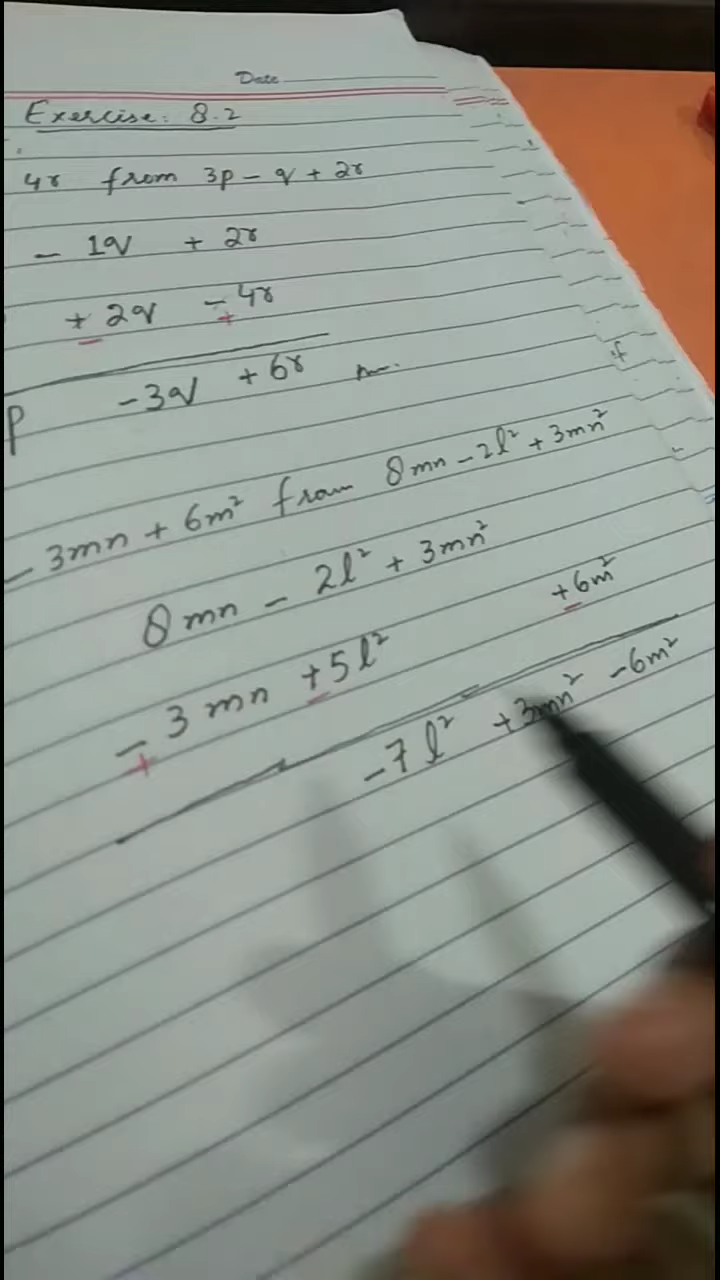 Date
Exercise: 8.2
4r from 3p - q + 2r
- 1q + 2r
+ 2q - 4r
- +
p -3q + 6r
- 3mn + 6m² from 8mn - 2l² + 3mn²
8mn - 2l² + 3mn²
- 3mn + 5l² + 6m²
+ - -
-7l² + 3mn² - 6m²